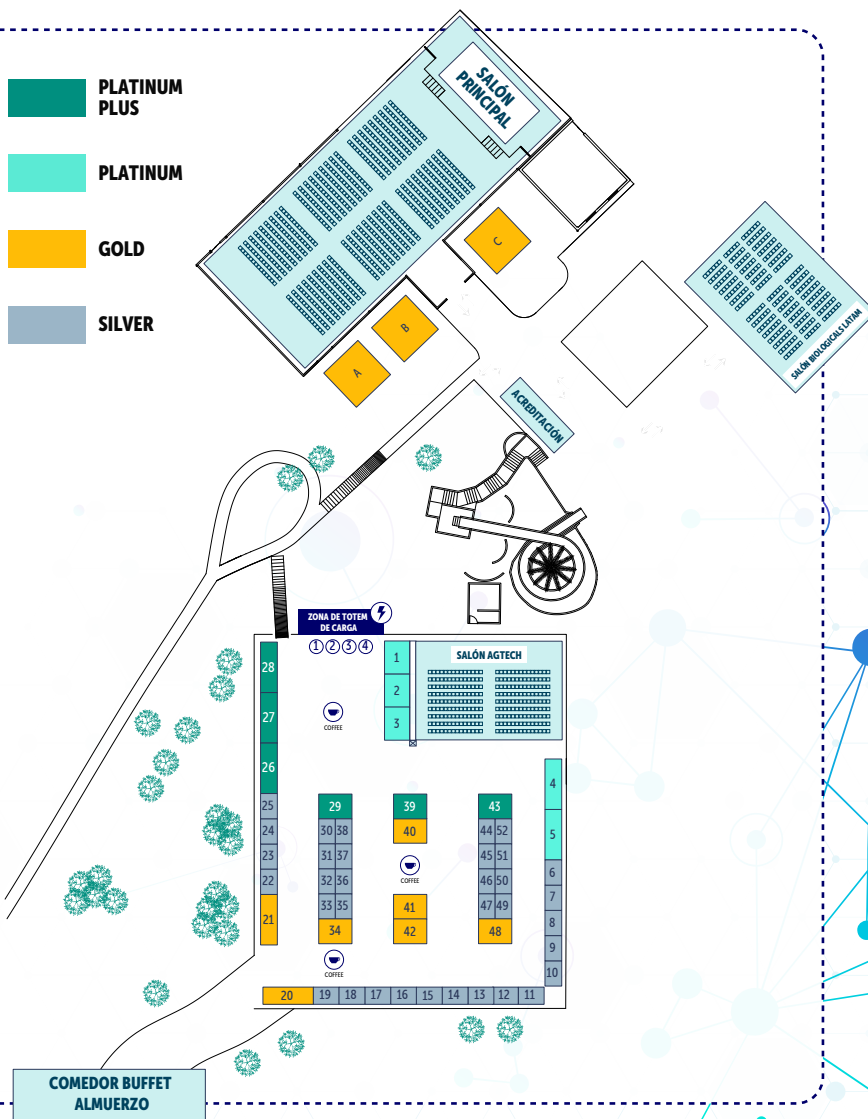 PLATINUM
PLUS
PLATINUM
GOLD
SILVER
SALÓN
PRINCIPAL
C
B
A
SALÓN BIOLOGICALS LATAM
ACREDITACIÓN
ZONA DE TOTEM
DE CARGA
1 2 3 4
SALÓN AGTECH
1
2
3
28
27
26
25
24
23
22
21
COFFEE
29
30 38
31 37
32 36
33 35
34
COFFEE
39
40
COFFEE
41
42
43
44 52
45 51
46 50
47 49
48
4
5
6
7
8
9
10
20 19 18 17 16 15 14 13 12 11
COMEDOR BUFFET
ALMUERZO